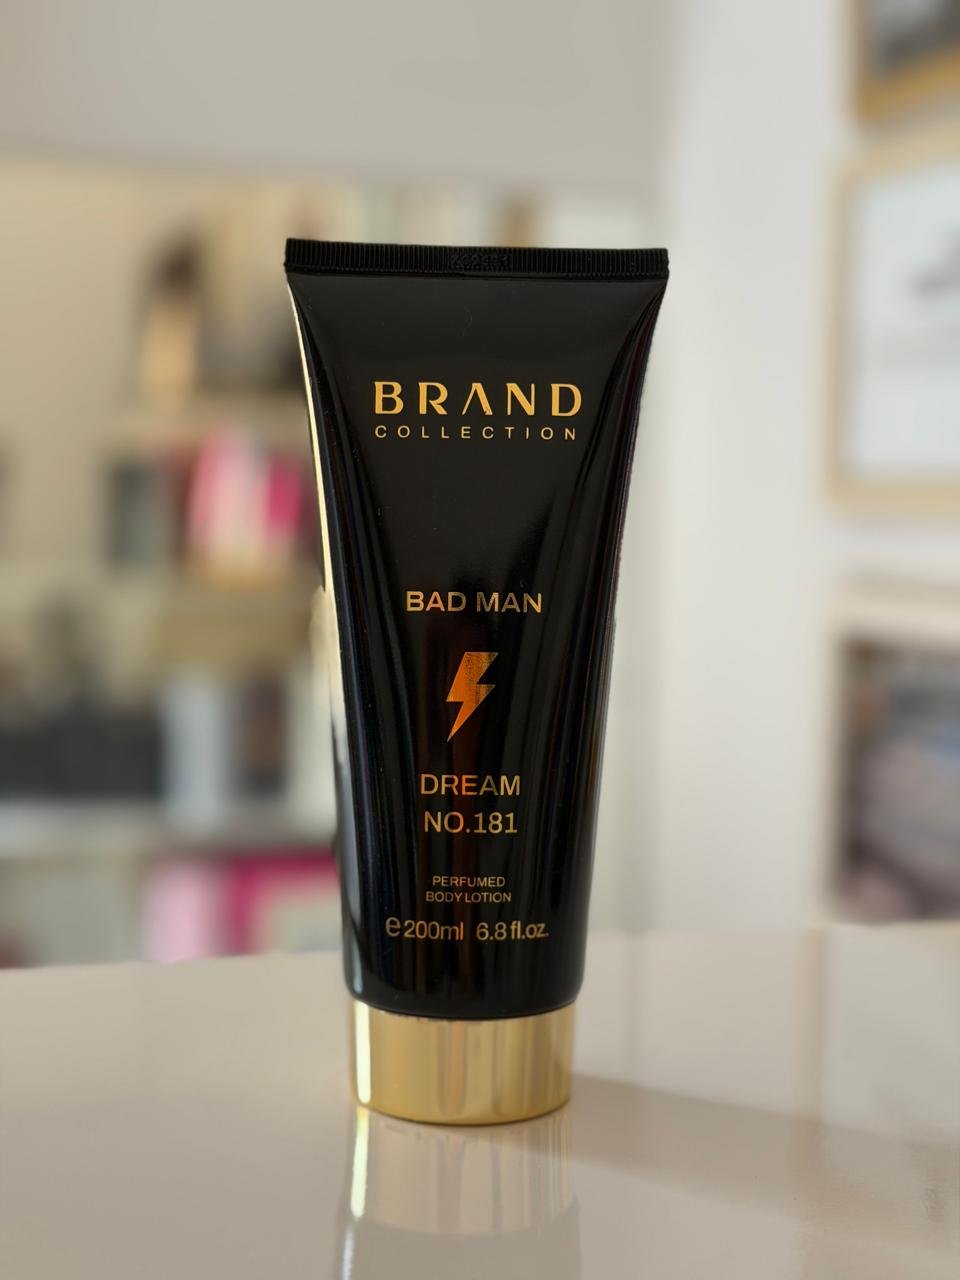 BRAND
COLLECTION
BAD MAN
DREAM
NO.181
PERFUMED
BODY LOTION
℮200ml 6.8 fl.oz.